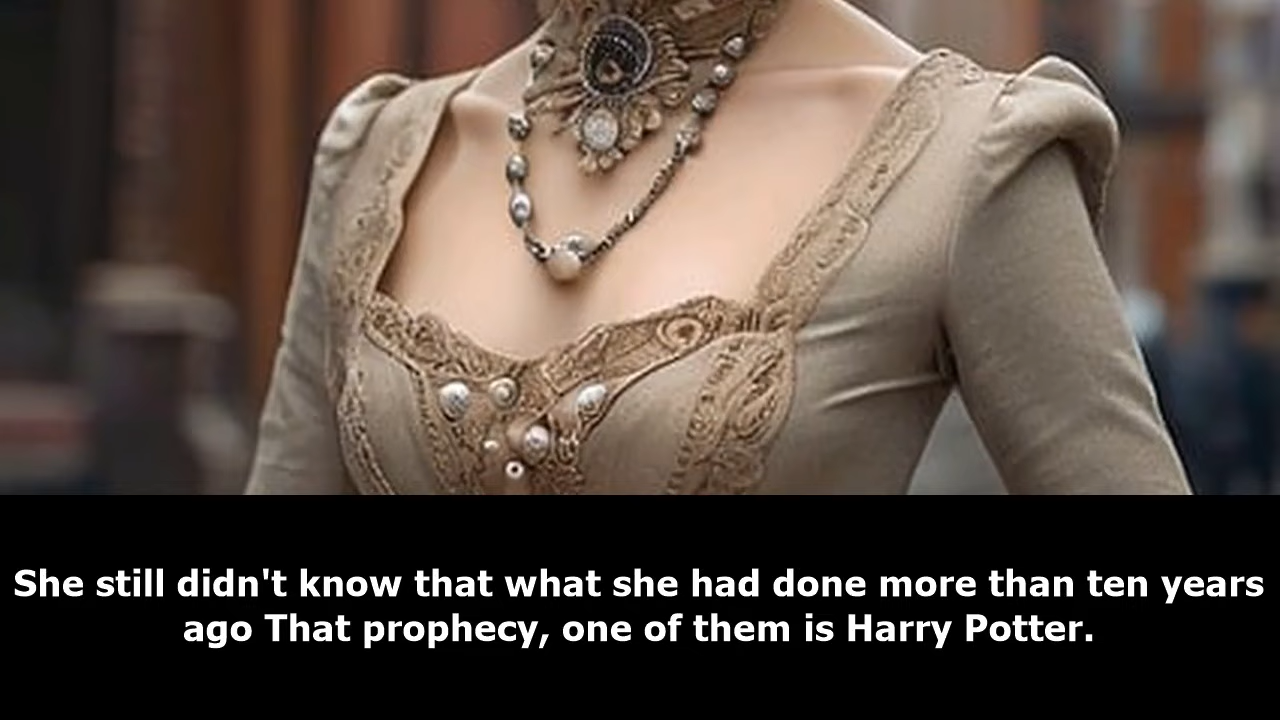 She still didn't know that what she had done more than ten years
ago That prophecy, one of them is Harry Potter.